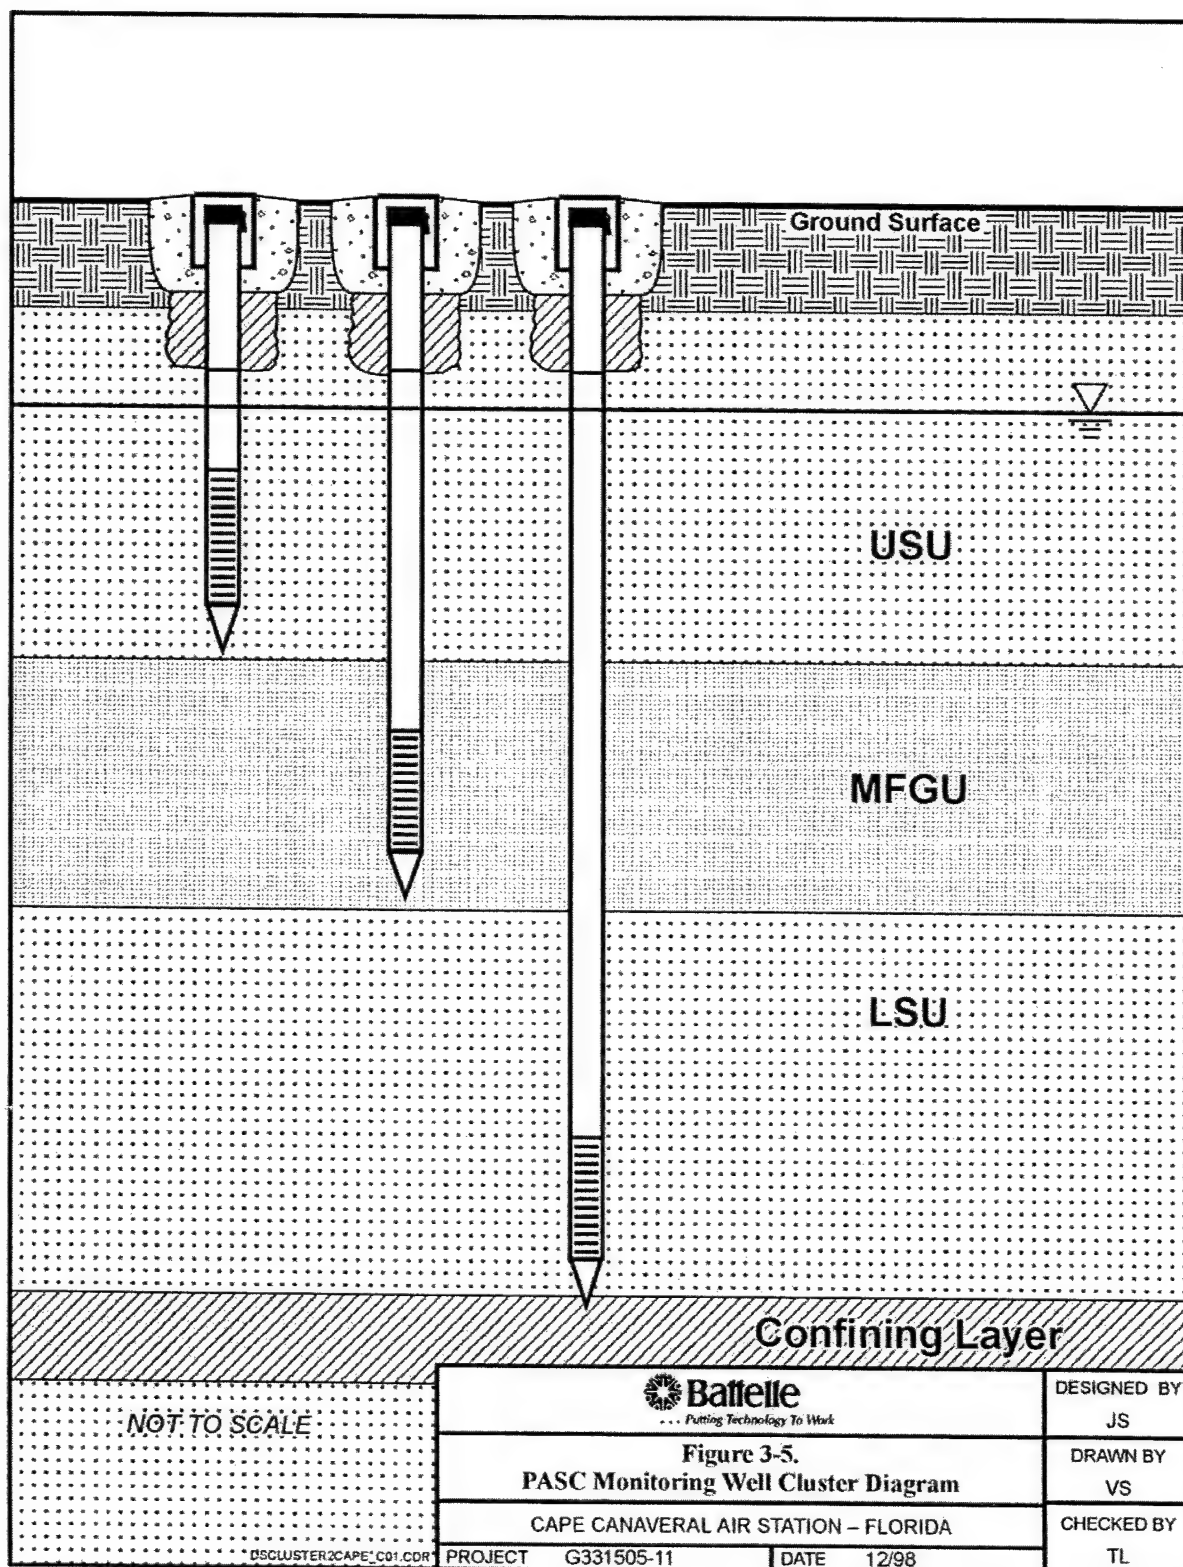 Ground Surface
USU
MFGU
LSU
Confining Layer
NOT TO SCALE
DSCLUSTER2CAPE_C01.CDR
Battelle
. . . Putting Technology To Work
Figure 3-5.
PASC Monitoring Well Cluster Diagram
CAPE CANAVERAL AIR STATION – FLORIDA
PROJECT G331505-11 DATE 12/98
DESIGNED BY
JS
DRAWN BY
VS
CHECKED BY
TL